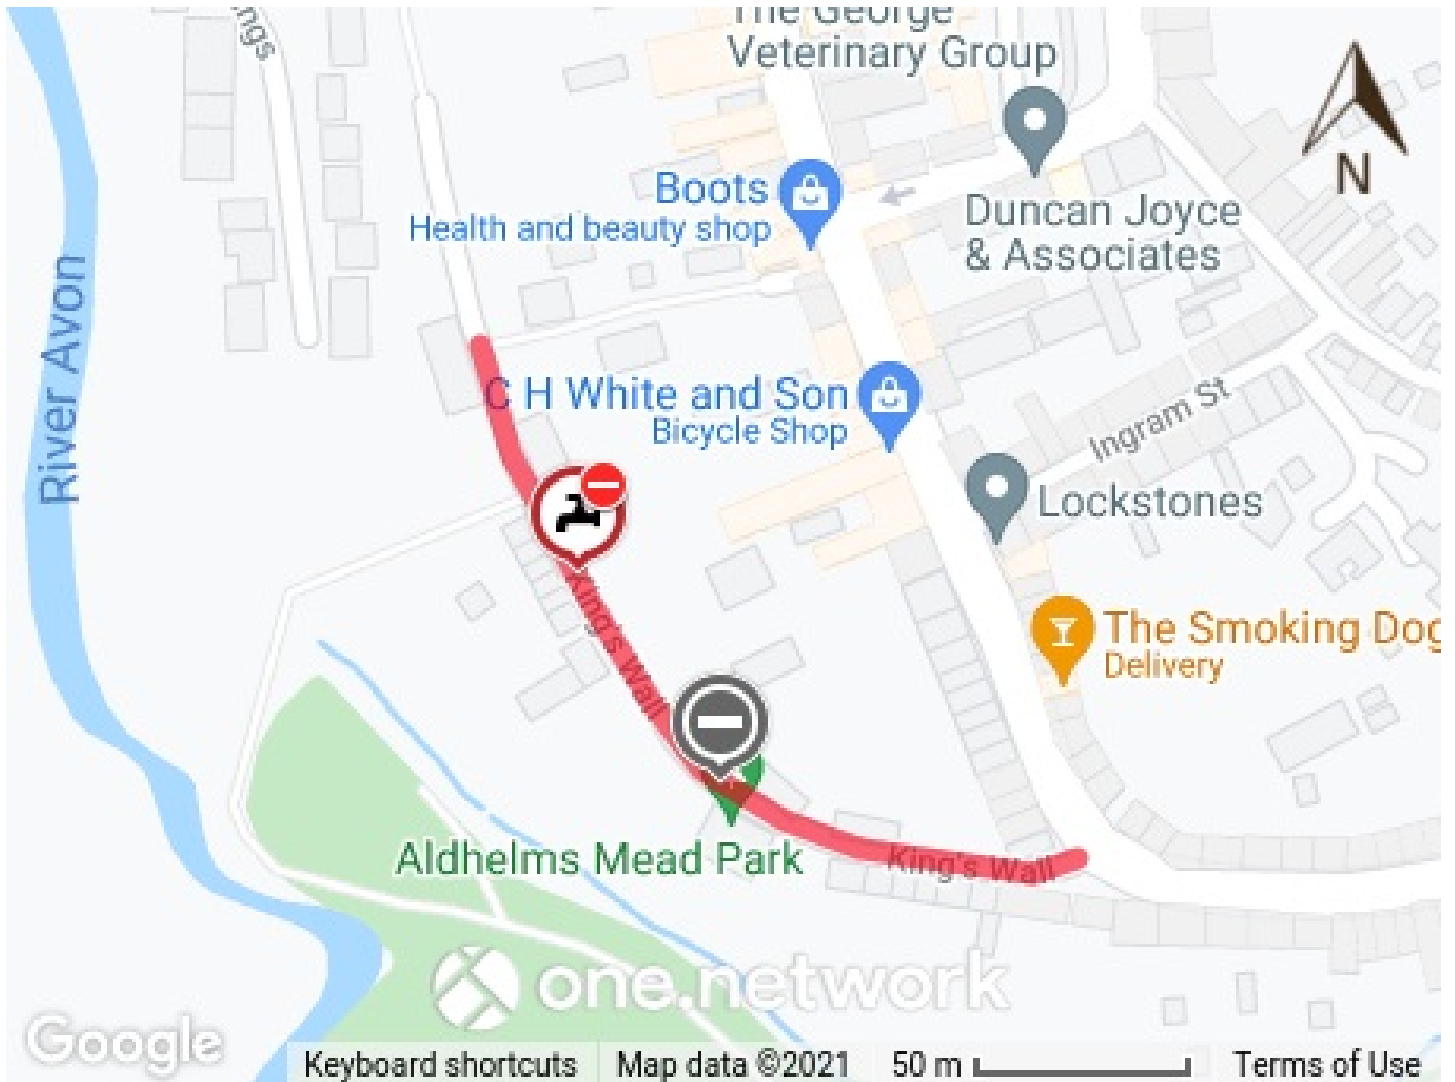 ngs
The George
Veterinary Group
N
Boots
Health and beauty shop
Duncan Joyce
& Associates
River Avon
C H White and Son
Bicycle Shop
Ingram St
Lockstones
King's Wall
The Smoking Dog
Delivery
Aldhelms Mead Park
King's Wall
one.network
Google
Keyboard shortcuts
Map data ©2021
50 m
Terms of Use